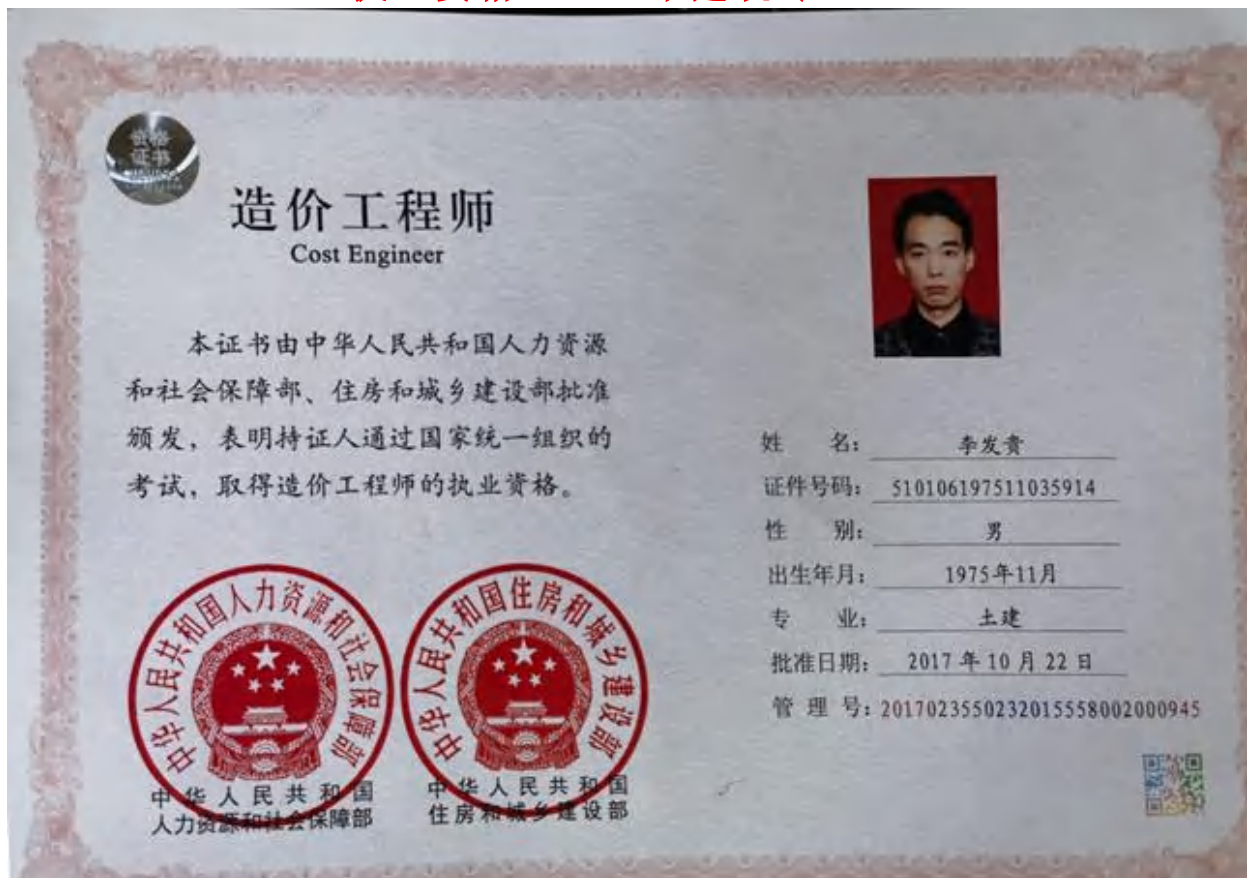 资格
证书
造价工程师
Cost Engineer
本证书由中华人民共和国人力资源
和社会保障部、住房和城乡建设部批准
颁发，表明持证人通过国家统一组织的
考试，取得造价工程师的执业资格。
中华人民共和国人力资源和社会保障部
中华人民共和国
人力资源和社会保障部
中华人民共和国住房和城乡建设部
中华人民共和国
住房和城乡建设部
姓 名： 李发贵
证件号码： 510106197511035914
性 别： 男
出生年月： 1975年11月
专 业： 土建
批准日期： 2017 年 10 月 22 日
管 理 号：2017023550232015558002000945